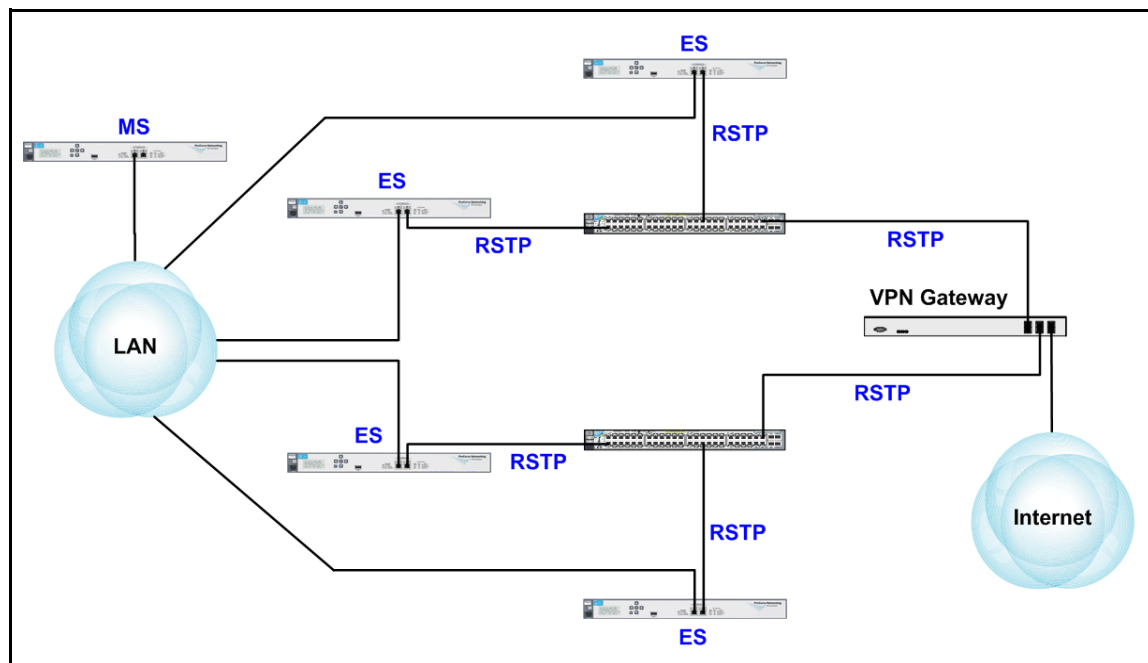 ES
MS
RSTP
ES
RSTP
RSTP
VPN Gateway
LAN
RSTP
ES
RSTP
Internet
RSTP
ES